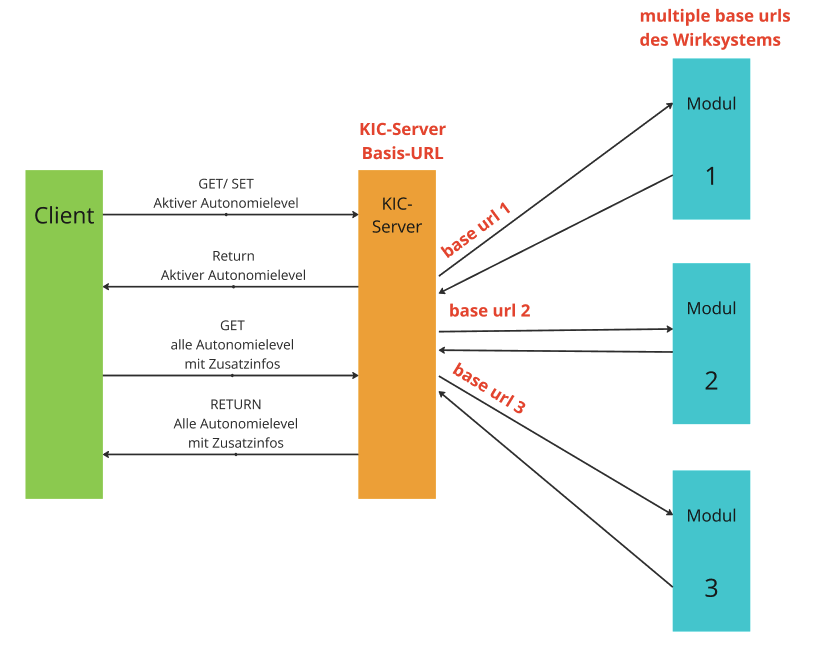 multiple base urls
des Wirksystems
Modul
1
KIC-Server
Basis-URL
GET/ SET
Aktiver Autonomielevel
Client
KIC-
Server
base url 1
Return
Aktiver Autonomielevel
base url 2
Modul
2
GET
alle Autonomielevel
mit Zusatzinfos
base url 3
RETURN
Alle Autonomielevel
mit Zusatzinfos
Modul
3